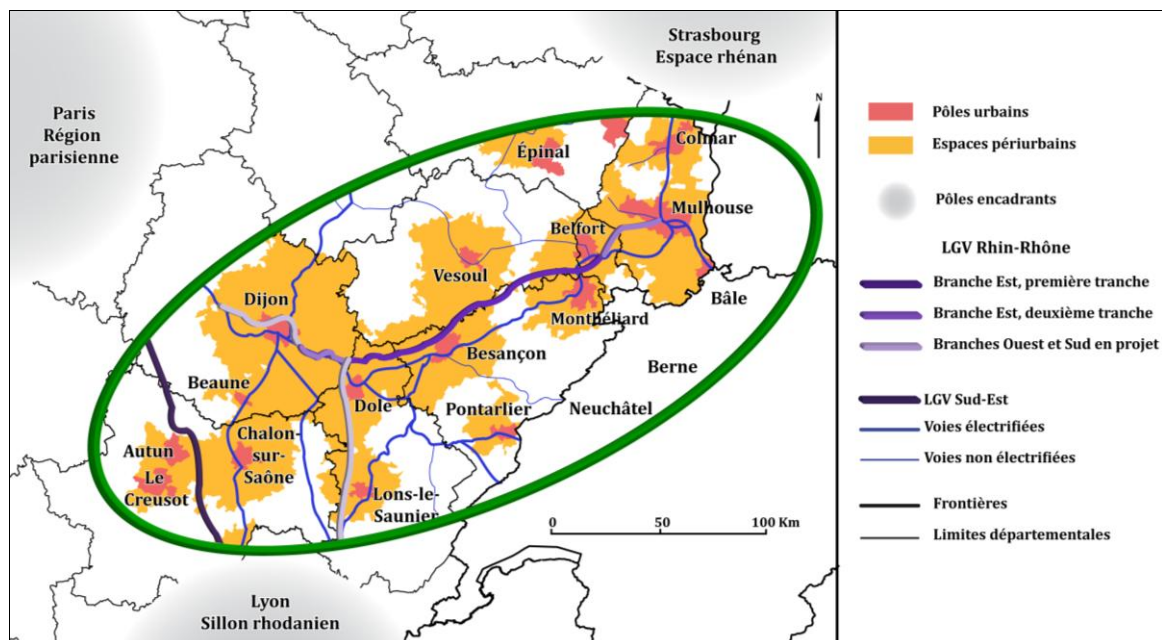 Strasbourg
Espace rhénan
Paris
Région
parisienne
N
Colmar
Épinal
Mulhouse
Belfort
Vesoul
Dijon
Bâle
Montbéliard
Besançon
Berne
Beaune
Dole
Pontarlier
Neuchâtel
Chalon-
sur-
Saône
Autun
Le
Creusot
Lons-le-
Saunier
0 50 100 Km
Lyon
Sillon rhodanien
Pôles urbains
Espaces périurbains
Pôles encadrants
LGV Rhin-Rhône
Branche Est, première tranche
Branche Est, deuxième tranche
Branches Ouest et Sud en projet
LGV Sud-Est
Voies électrifiées
Voies non électrifiées
Frontières
Limites départementales